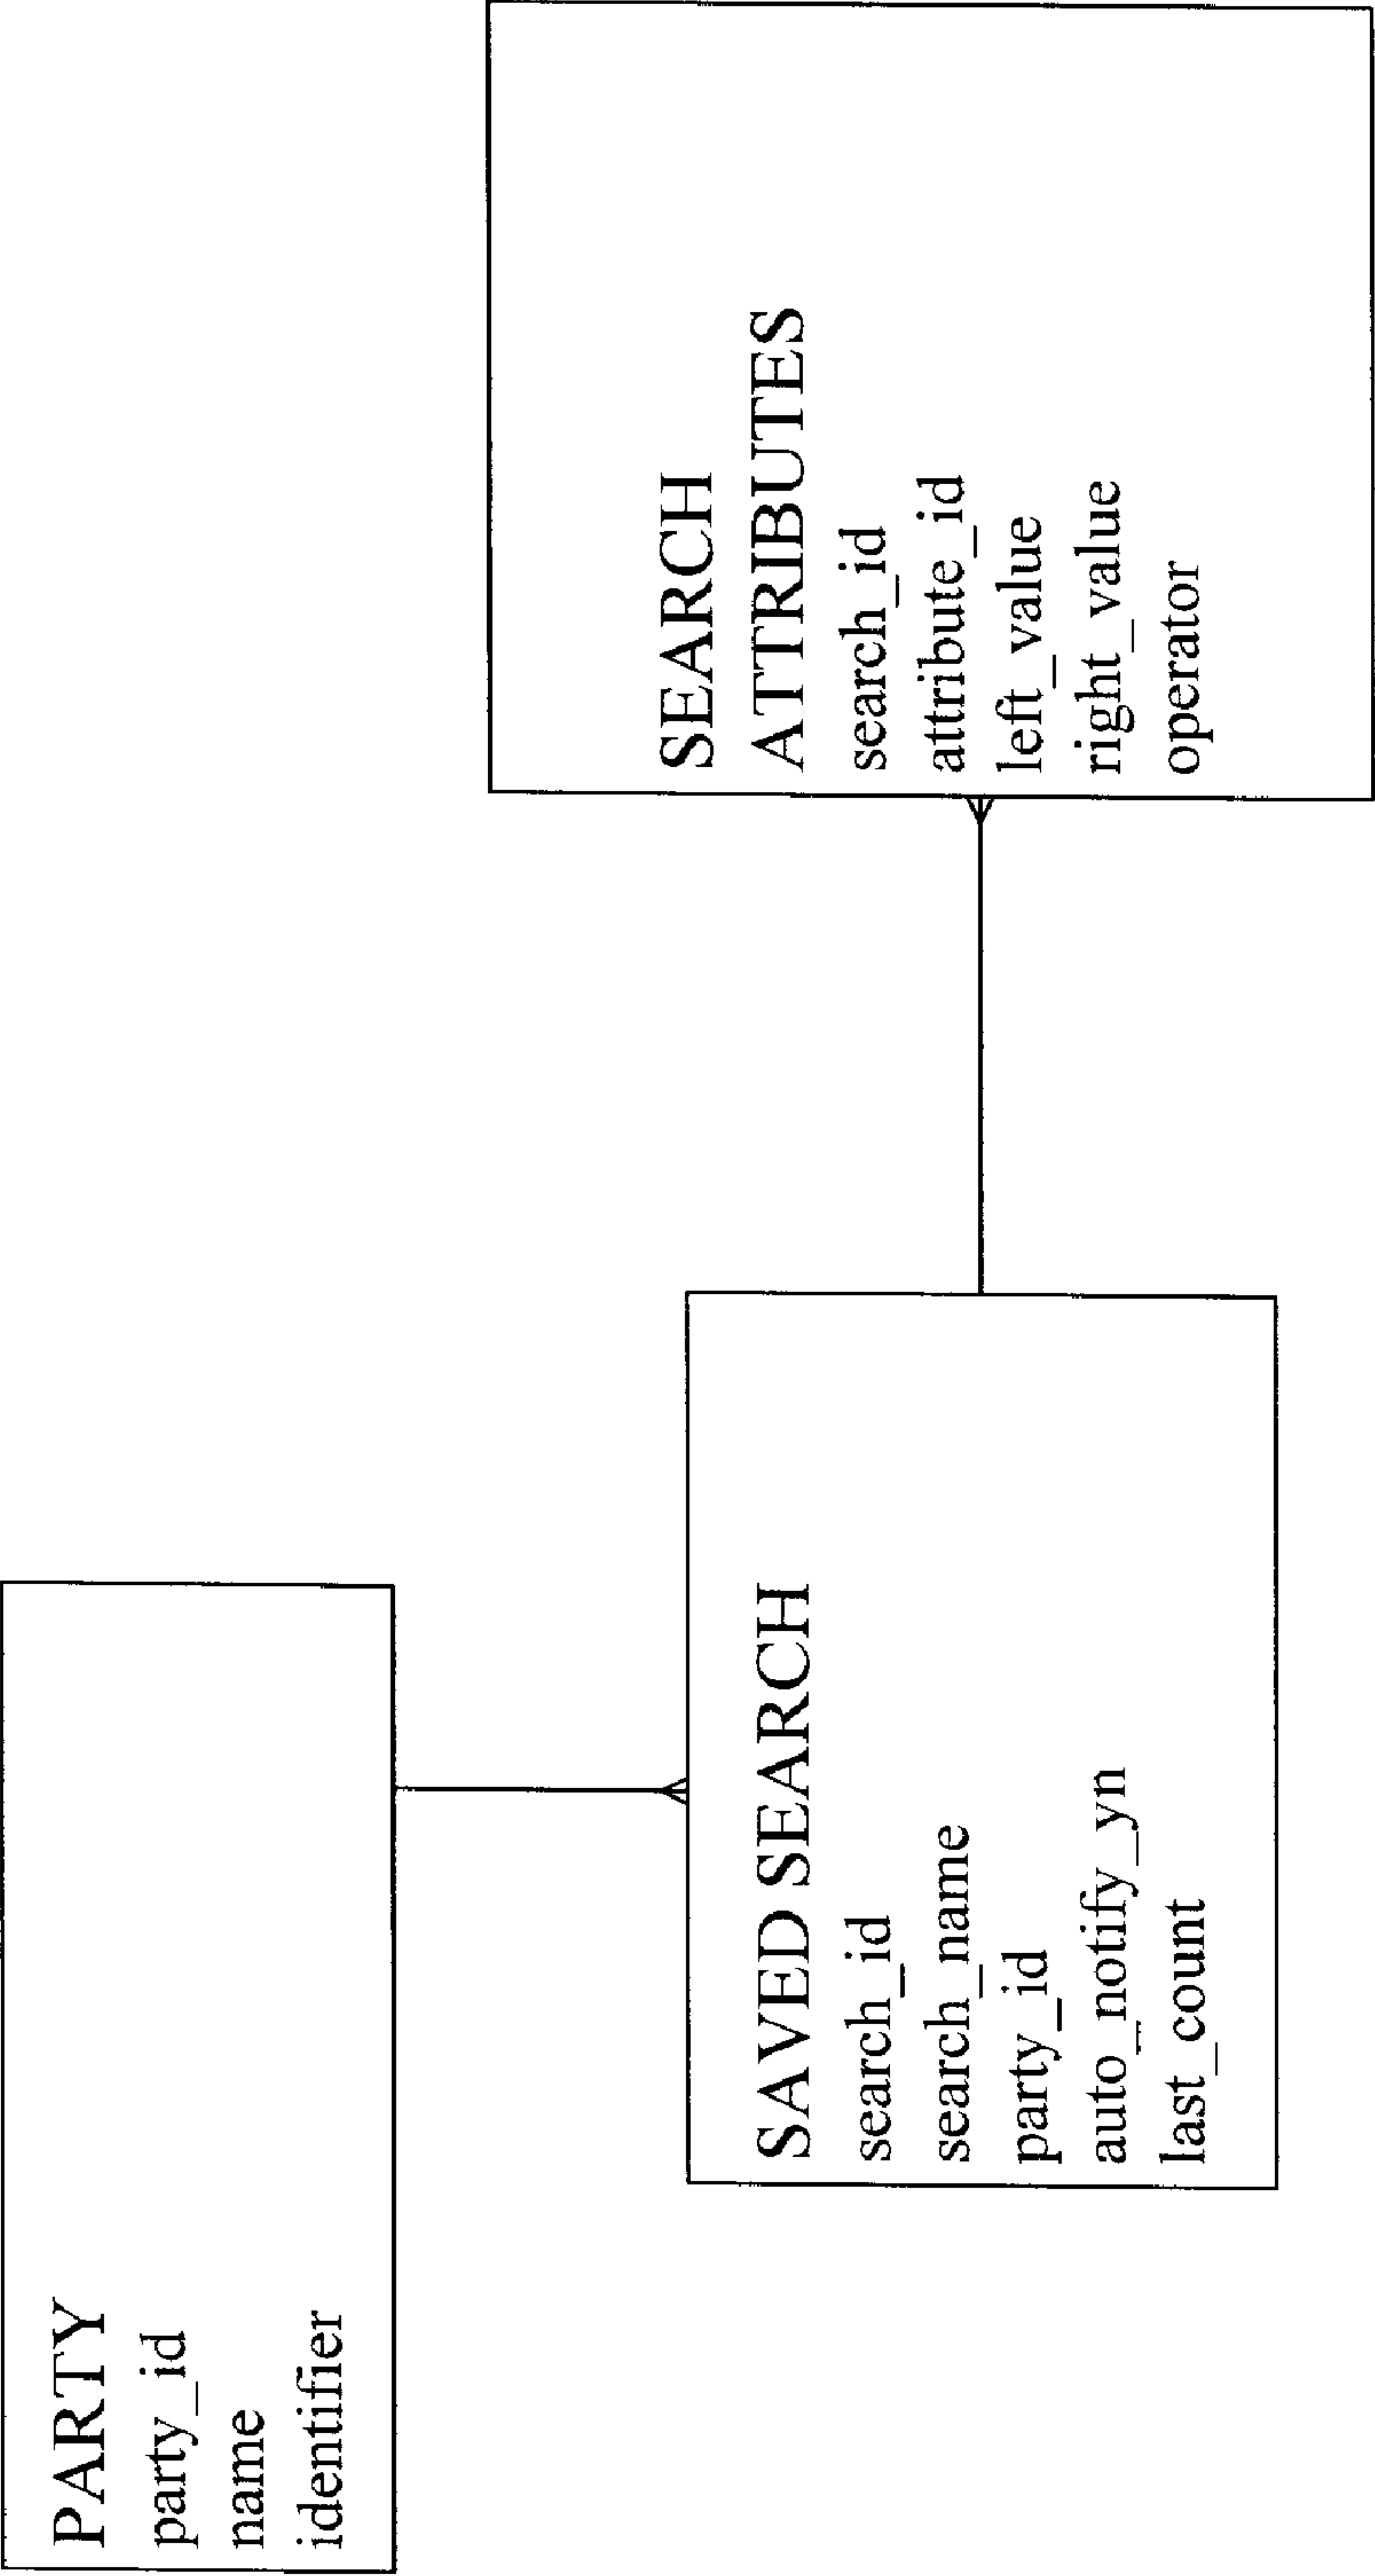 PARTY
party_id
name
identifier
SAVED SEARCH
search_id
search_name
party_id
auto_notify_yn
last_count
SEARCH
ATTRIBUTES
search_id
attribute_id
left_value
right_value
operator